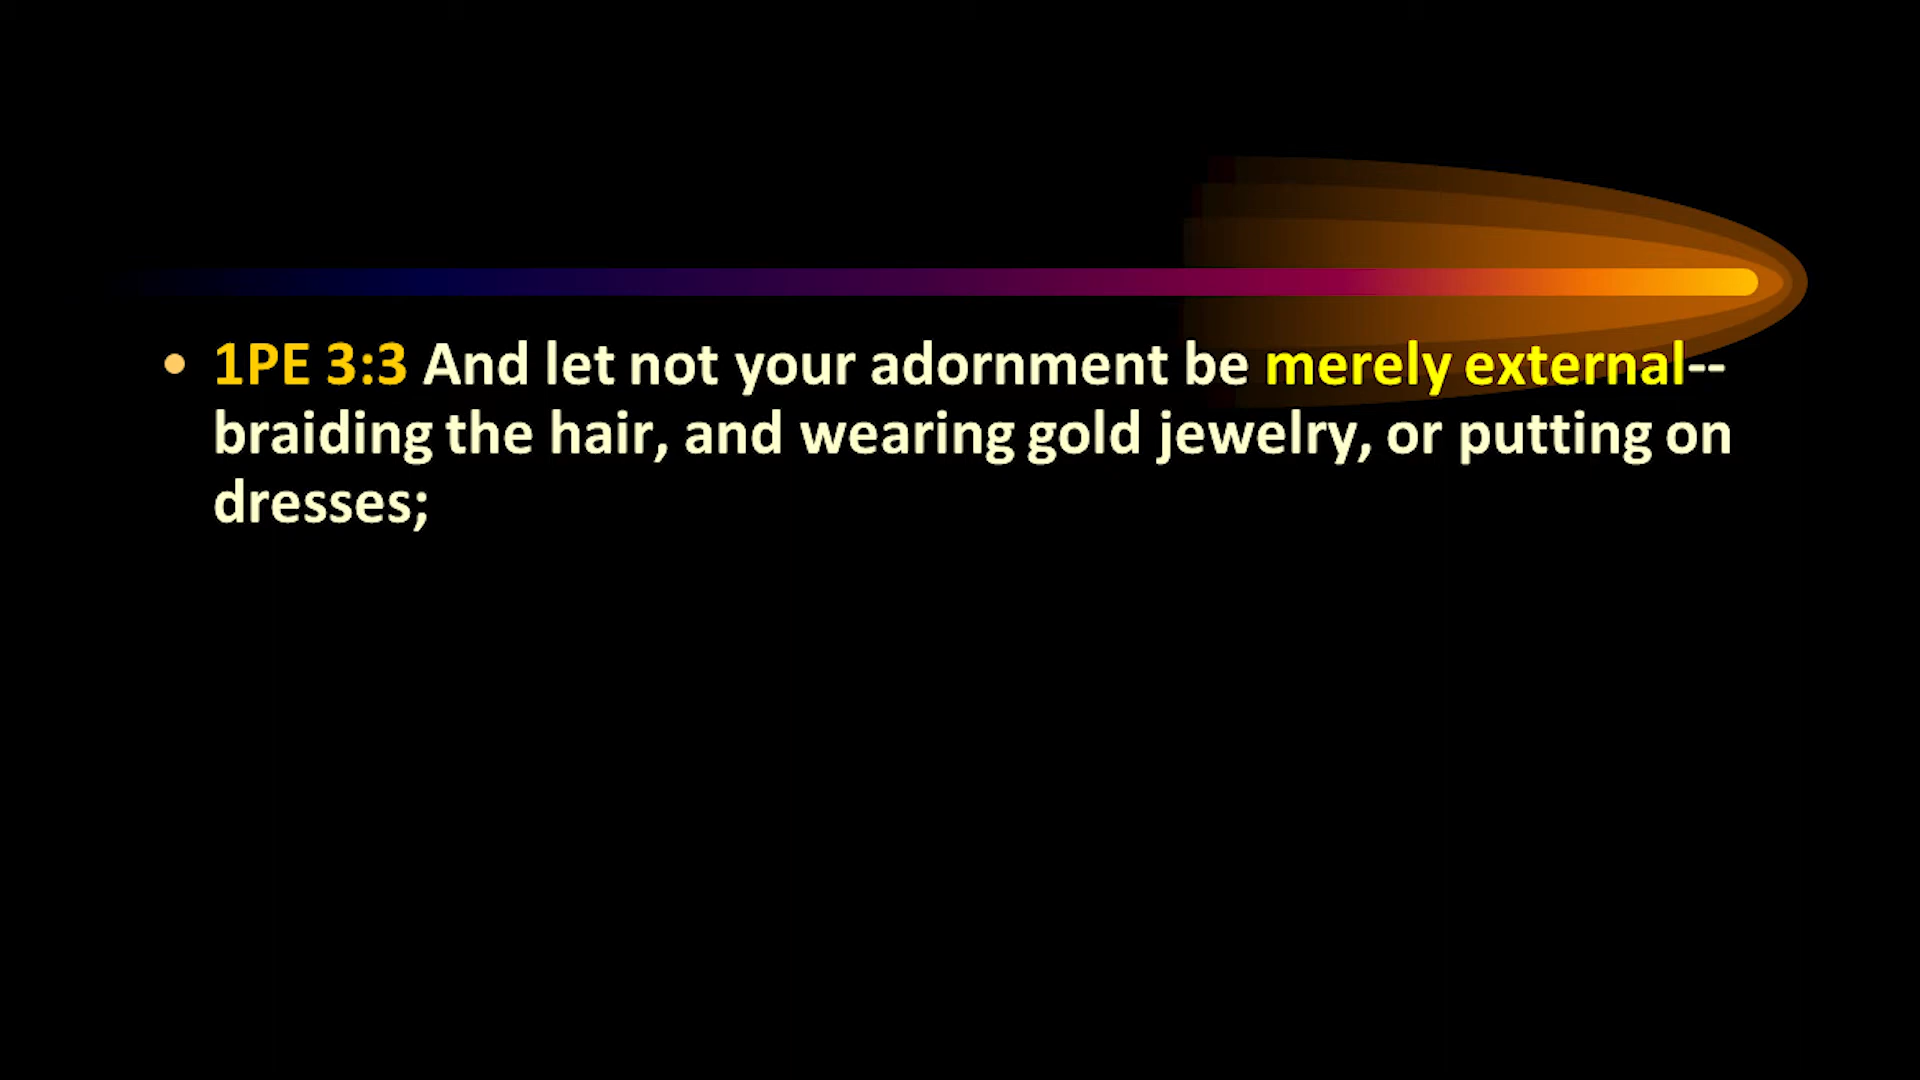 • 1PE 3:3 And let not your adornment be merely external--
braiding the hair, and wearing gold jewelry, or putting on
dresses;